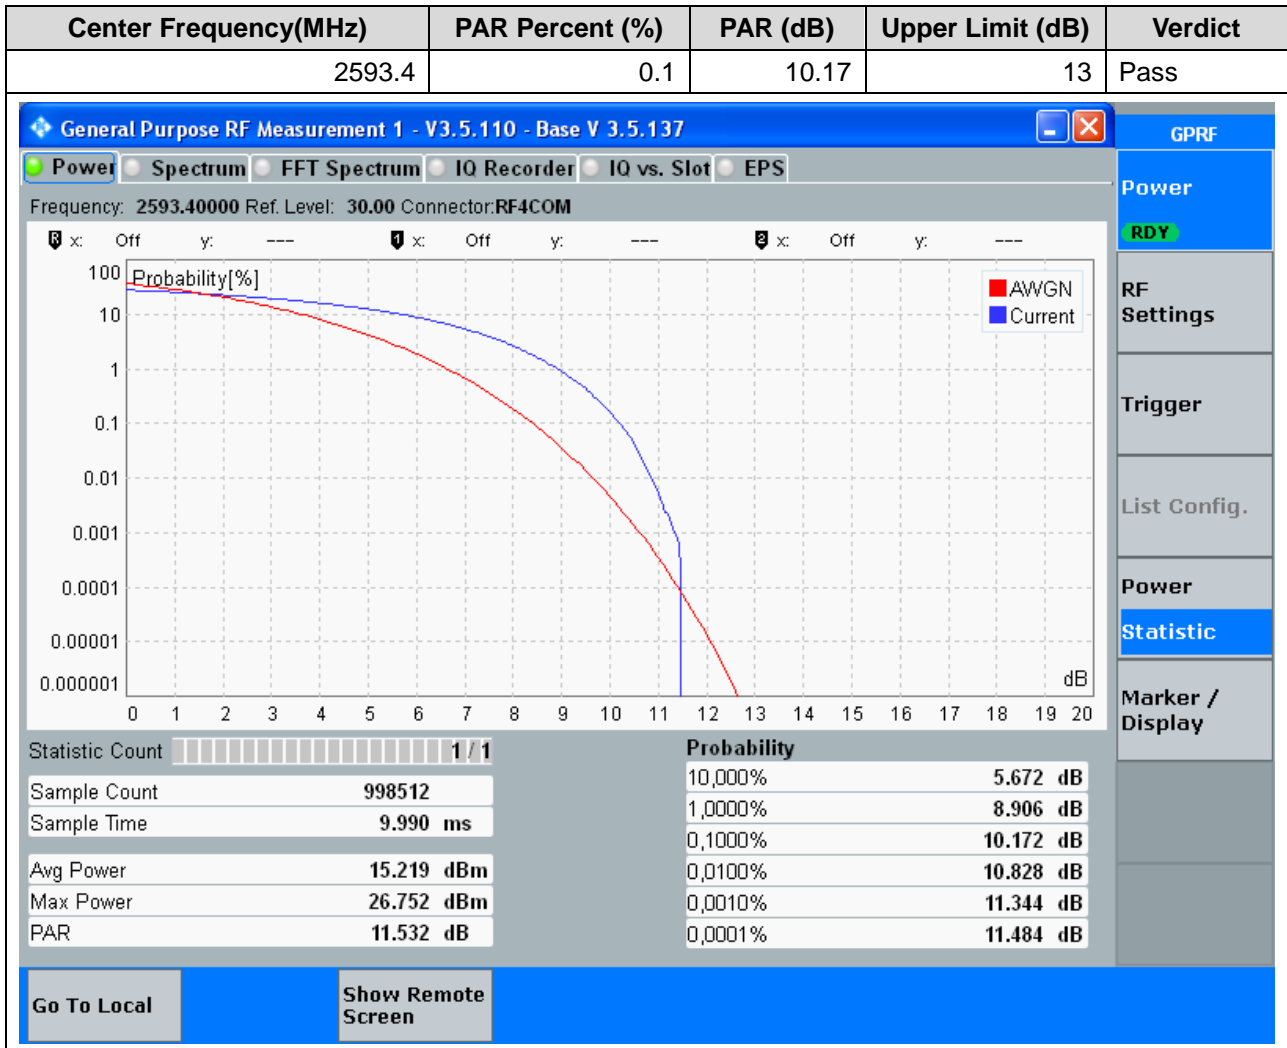 Center Frequency(MHz) PAR Percent (%) PAR (dB) Upper Limit (dB) Verdict
2593.4 0.1 10.17 13 Pass
General Purpose RF Measurement 1 - V3.5.110 - Base V 3.5.137
GPRF
Power Spectrum FFT Spectrum IQ Recorder IQ vs. Slot EPS
Power
RDY
Frequency: 2593.40000 Ref. Level: 30.00 Connector:RF4COM
R x: Off y: --- 1 x: Off y: --- 2 x: Off y: ---
Probability[%]
AWGN
Current
100
10
1
0.1
0.01
0.001
0.0001
0.00001
0.000001
dB
0 1 2 3 4 5 6 7 8 9 10 11 12 13 14 15 16 17 18 19 20
RF
Settings
Trigger
List Config.
Power
Statistic
Marker /
Display
Statistic Count 1 / 1
Sample Count 998512
Sample Time 9.990 ms
Avg Power 15.219 dBm
Max Power 26.752 dBm
PAR 11.532 dB
Probability
10,000% 5.672 dB
1,0000% 8.906 dB
0,1000% 10.172 dB
0,0100% 10.828 dB
0,0010% 11.344 dB
0,0001% 11.484 dB
Go To Local
Show Remote
Screen